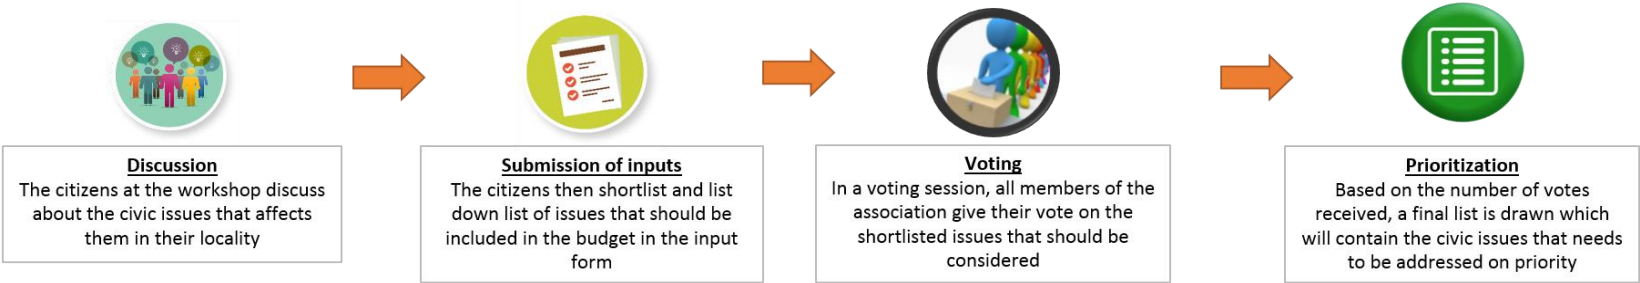 Discussion
The citizens at the workshop discuss
about the civic issues that affects
them in their locality
Submission of inputs
The citizens then shortlist and list
down list of issues that should be
included in the budget in the input
form
Voting
In a voting session, all members of the
association give their vote on the
shortlisted issues that should be
considered
Prioritization
Based on the number of votes
received, a final list is drawn which
will contain the civic issues that needs
to be addressed on priority